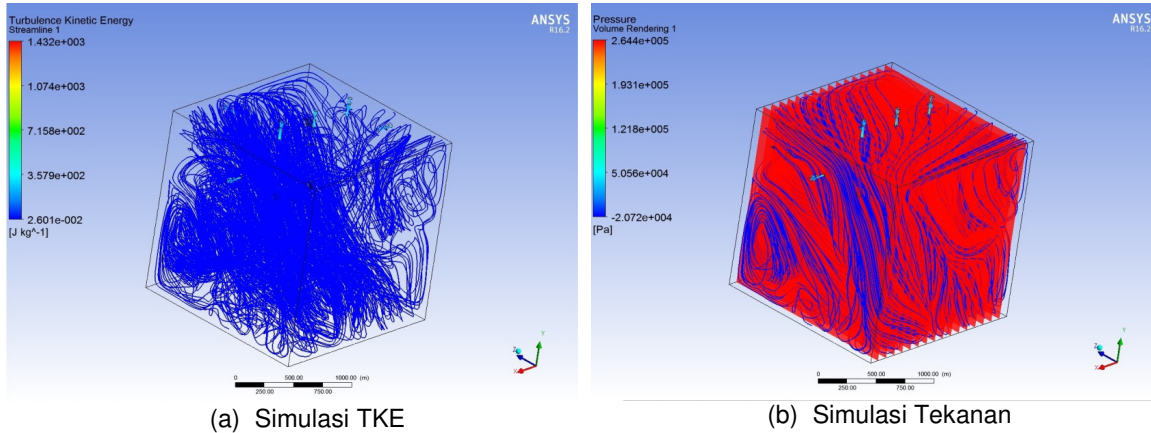 Turbulence Kinetic Energy
Streamline 1
1.432e+003
1.074e+003
7.158e+002
3.579e+002
2.601e-002
[J kg^-1]
ANSYS
R16.2
Y
Z
X
0 500.00 1000.00 (m)
250.00 750.00
(a) Simulasi TKE
Pressure
Volume Rendering 1
2.644e+005
1.931e+005
1.218e+005
5.056e+004
-2.072e+004
[Pa]
ANSYS
R16.2
Y
Z
X
0 500.00 1000.00 (m)
250.00 750.00
(b) Simulasi Tekanan